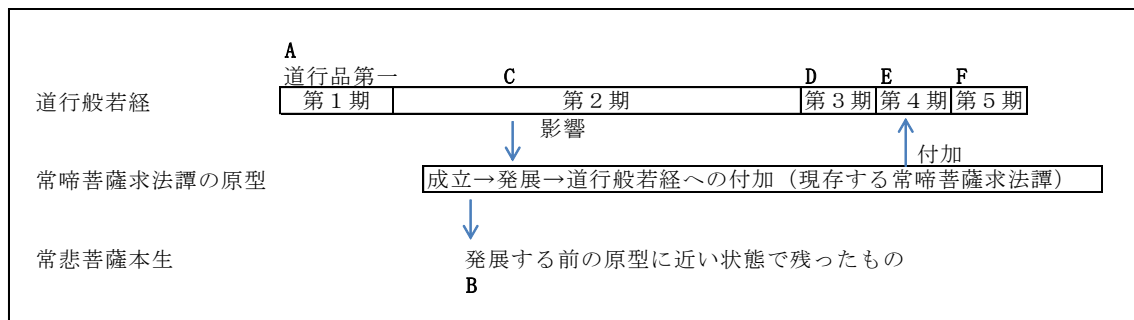 A
道行品第一 C D E F
道行般若経 第1期 第2期 第3期 第4期 第5期
影響
付加
常啼菩薩求法譚の原型 成立→発展→道行般若経への付加（現存する常啼菩薩求法譚）
常悲菩薩本生 発展する前の原型に近い状態で残ったもの
B